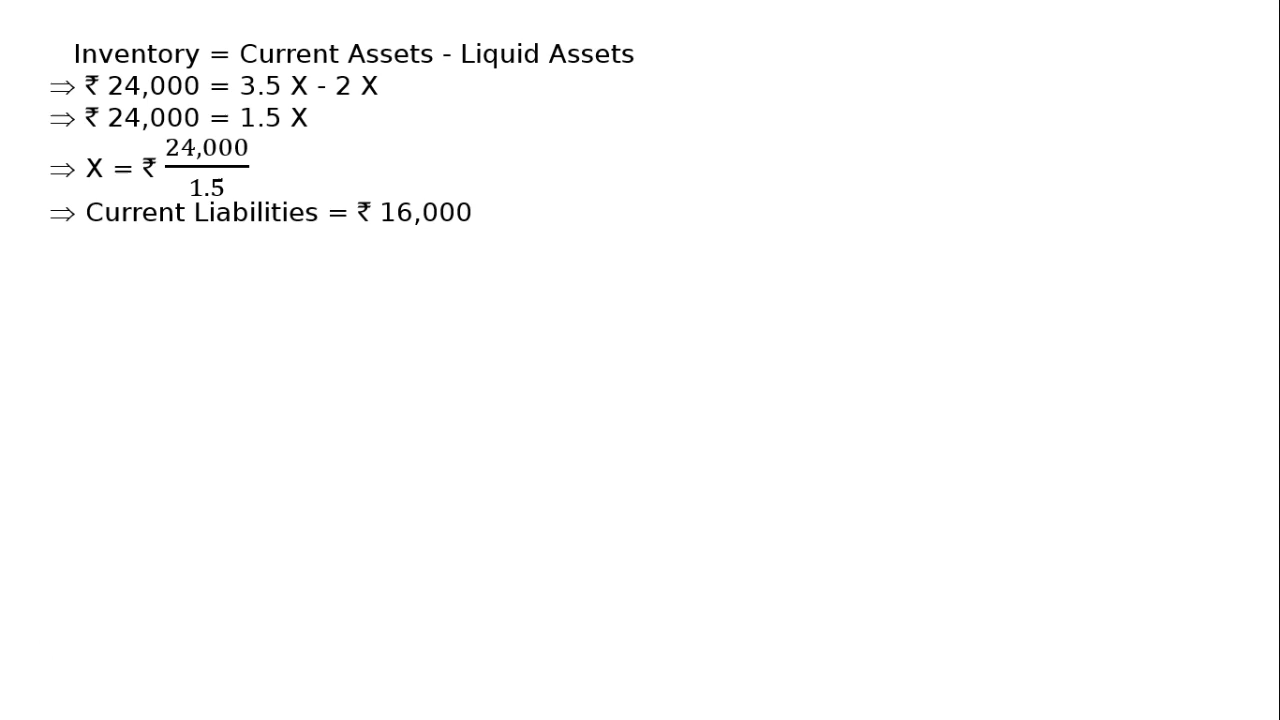 Inventory = Current Assets - Liquid Assets
⇒ ₹ 24,000 = 3.5 X - 2 X
⇒ ₹ 24,000 = 1.5 X
⇒ X = ₹ 24,000/1.5
⇒ Current Liabilities = ₹ 16,000